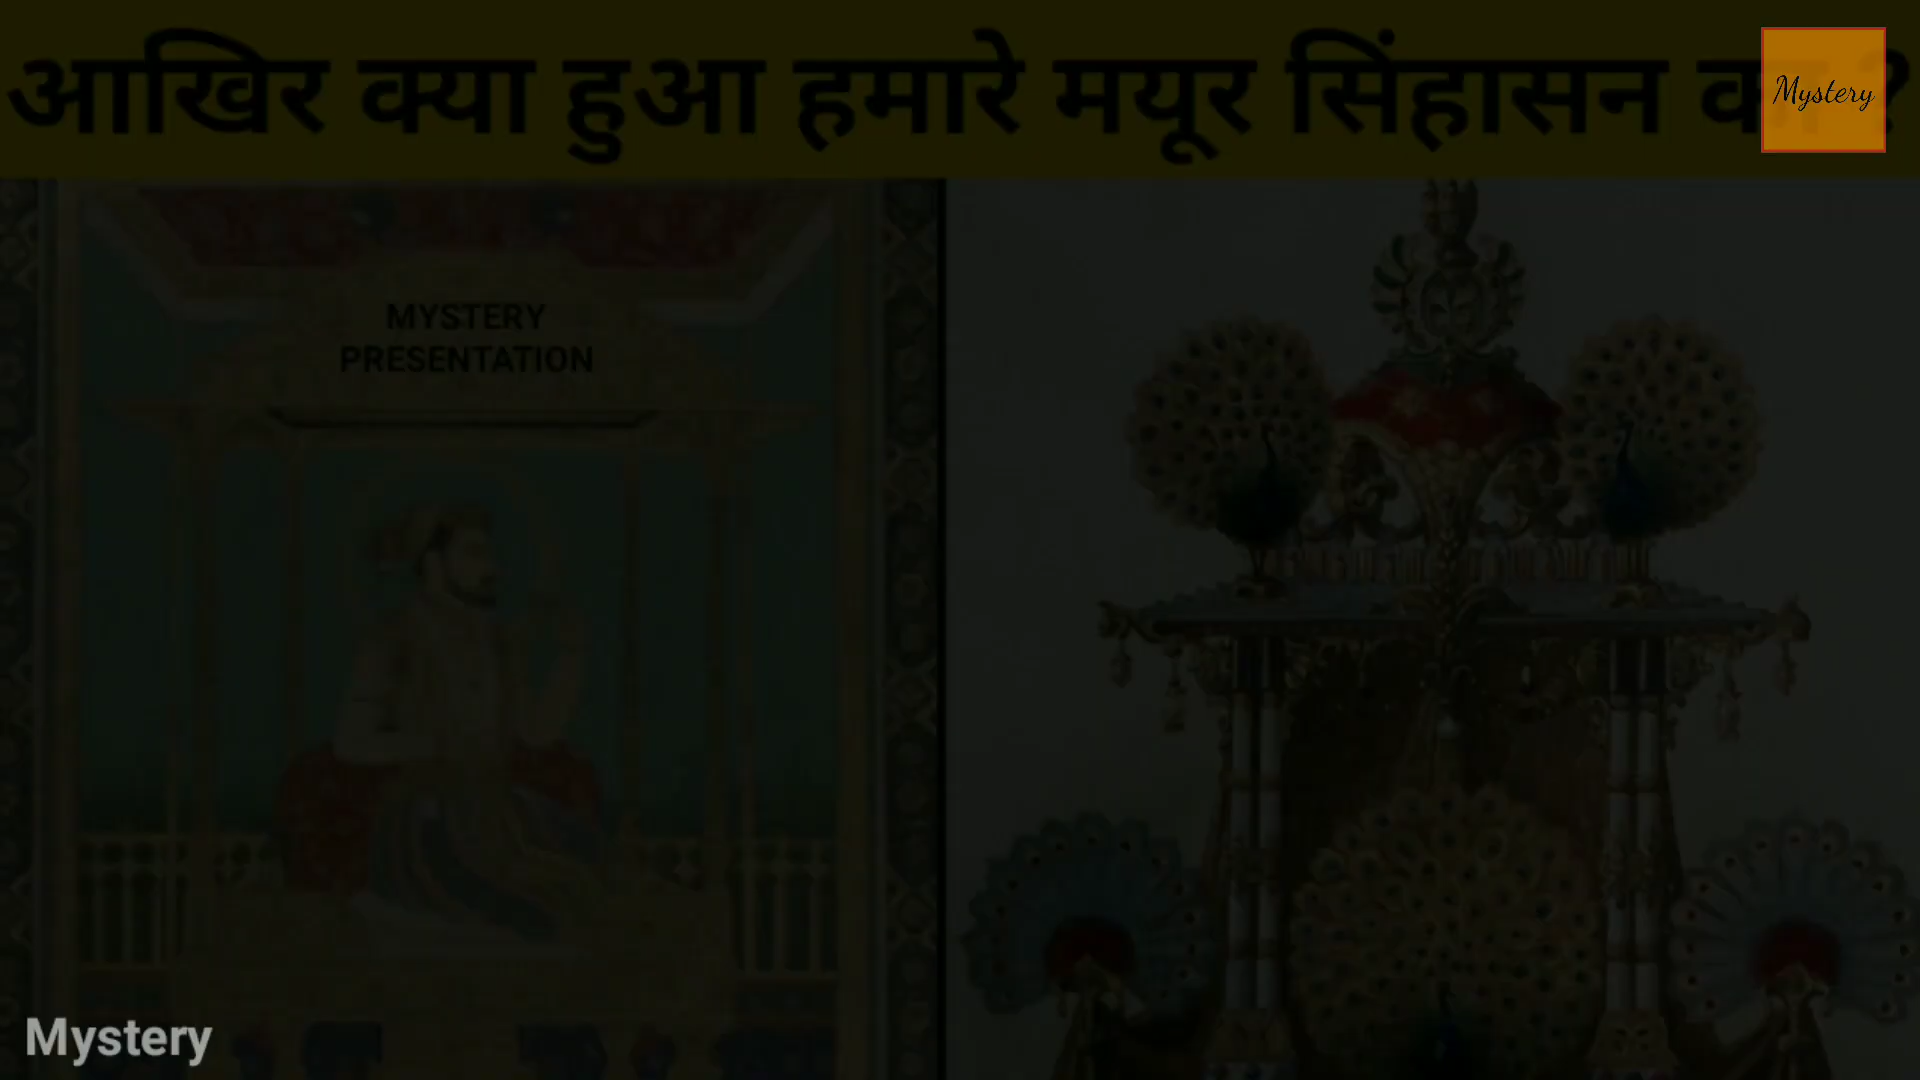 आखिर क्या हुआ हमारे मयूर सिंहासन का ?
Mystery
MYSTERY
PRESENTATION
Mystery